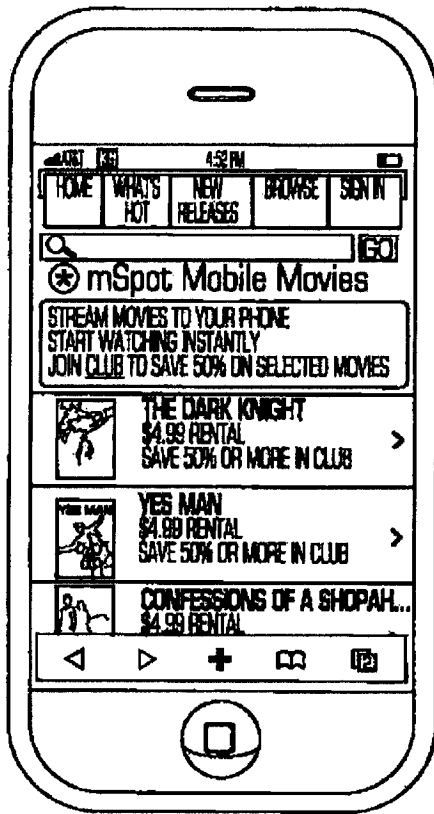 AT&T 3G 4:52 PM
HOME WHAT'S HOT NEW RELEASES BROWSE SIGN IN
GO
mSpot Mobile Movies
STREAM MOVIES TO YOUR PHONE
START WATCHING INSTANTLY
JOIN CLUB TO SAVE 50% ON SELECTED MOVIES
THE DARK KNIGHT
$4.99 RENTAL
SAVE 50% OR MORE IN CLUB
YES MAN
YES MAN
$4.99 RENTAL
SAVE 50% OR MORE IN CLUB
CONFESSIONS OF A SHOPAH...
$4.99 RENTAL
2